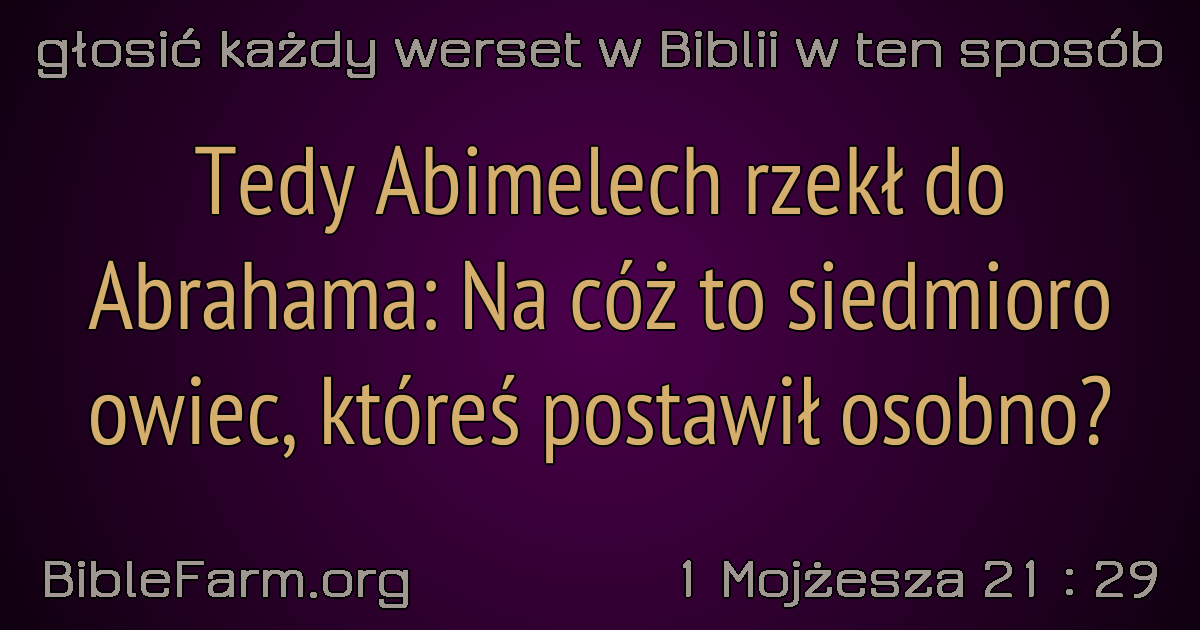 głosić każdy werset w Biblii w ten sposób
Tedy Abimelech rzekł do
Abrahama: Na cóż to siedmioro
owiec, któreś postawił osobno?
BibleFarm.org
1 Mojżesza 21 : 29